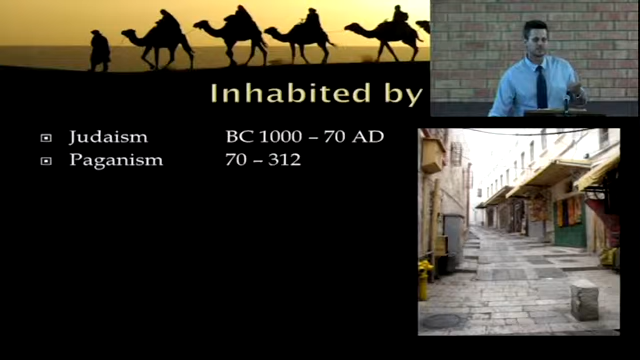 Inhabited by
Judaism BC 1000 – 70 AD
Paganism 70 – 312